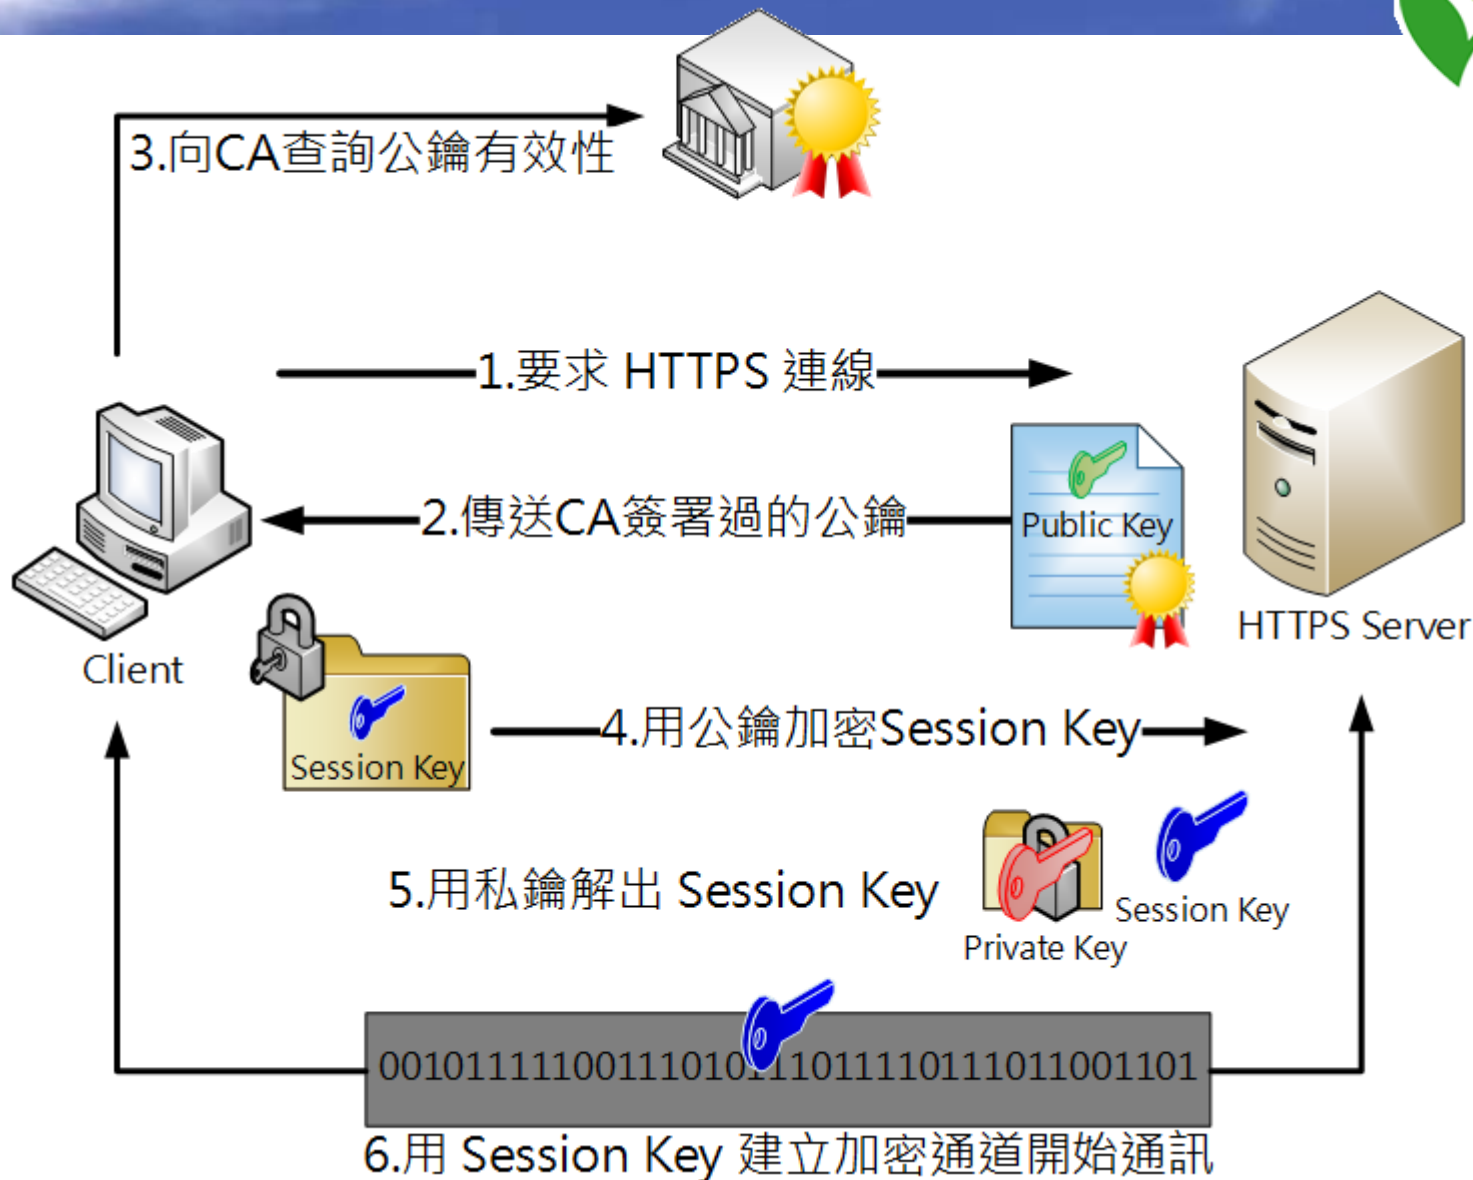 3.向CA查詢公鑰有效性
1.要求 HTTPS 連線
2.傳送CA簽署過的公鑰
Public Key
HTTPS Server
Client
Session Key
4.用公鑰加密Session Key
5.用私鑰解出 Session Key
Private Key
Session Key
6.用 Session Key 建立加密通道開始通訊